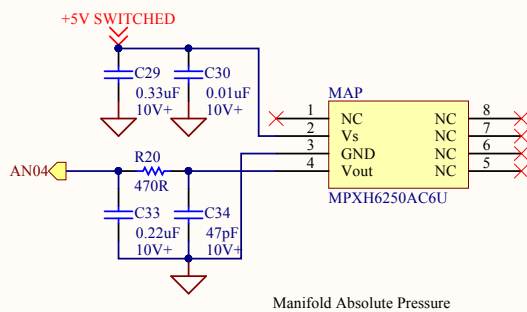 +5V SWITCHED
C29
0.33uF
10V+
C30
0.01uF
10V+
MAP
1 NC NC 8
2 Vs NC 7
3 GND NC 6
4 Vout NC 5
MPXH6250AC6U
AN04
R20
470R
C33
0.22uF
10V+
C34
47pF
10V+
Manifold Absolute Pressure